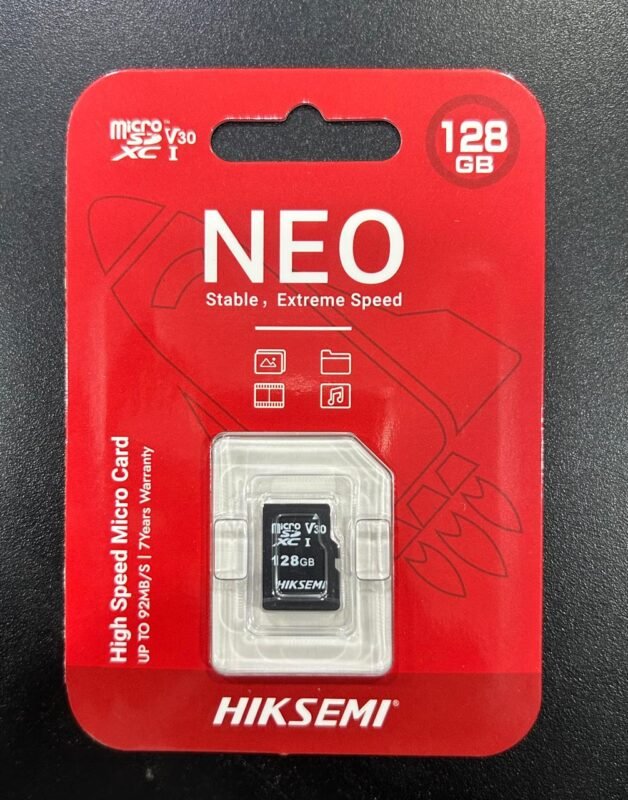 micro SD XC™ V30 I
128 GB
NEO
Stable, Extreme Speed
High Speed Micro Card
UP TO 92MB/S | 7Years Warranty
micro SD XC V30 I
128GB
HIKSEMI
HIKSEMI®